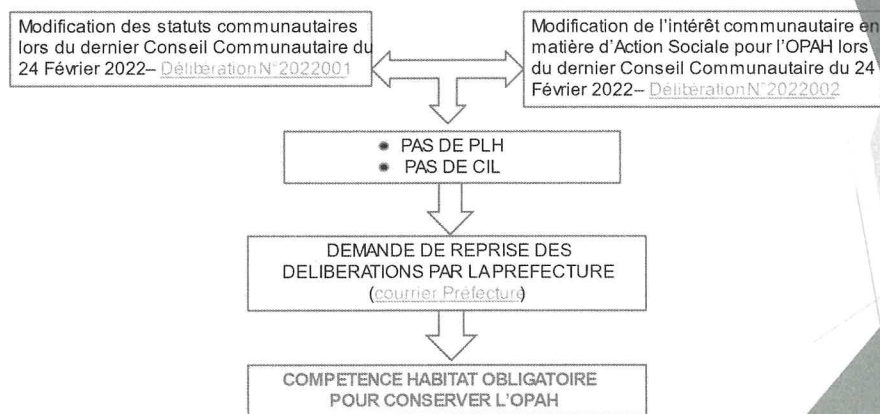 Modification des statuts communautaires
lors du dernier Conseil Communautaire du
24 Février 2022– Délibération N°2022001
Modification de l'intérêt communautaire en
matière d'Action Sociale pour l'OPAH lors
du dernier Conseil Communautaire du 24
Février 2022– Délibération N°2022002
● PAS DE PLH
● PAS DE CIL
DEMANDE DE REPRISE DES
DELIBERATIONS PAR LA PREFECTURE
(courrier Préfecture)
COMPETENCE HABITAT OBLIGATOIRE
POUR CONSERVER L'OPAH